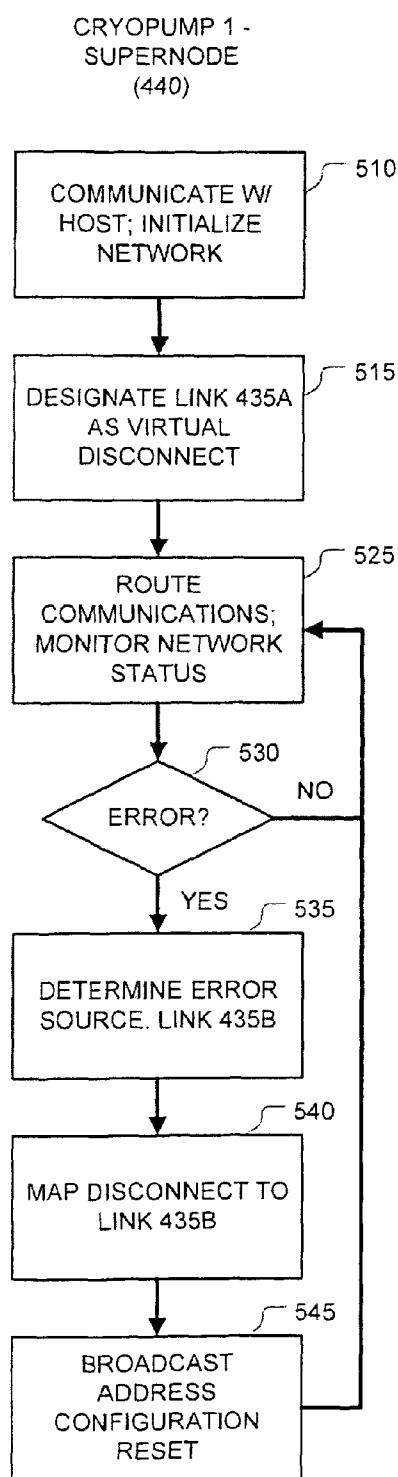 CRYOPUMP 1 -
SUPERNODE
(440)
510
COMMUNICATE W/
HOST; INITIALIZE
NETWORK
515
DESIGNATE LINK 435A
AS VIRTUAL
DISCONNECT
525
ROUTE
COMMUNICATIONS;
MONITOR NETWORK
STATUS
530
ERROR?
NO
YES
535
DETERMINE ERROR
SOURCE. LINK 435B
540
MAP DISCONNECT TO
LINK 435B
545
BROADCAST
ADDRESS
CONFIGURATION
RESET